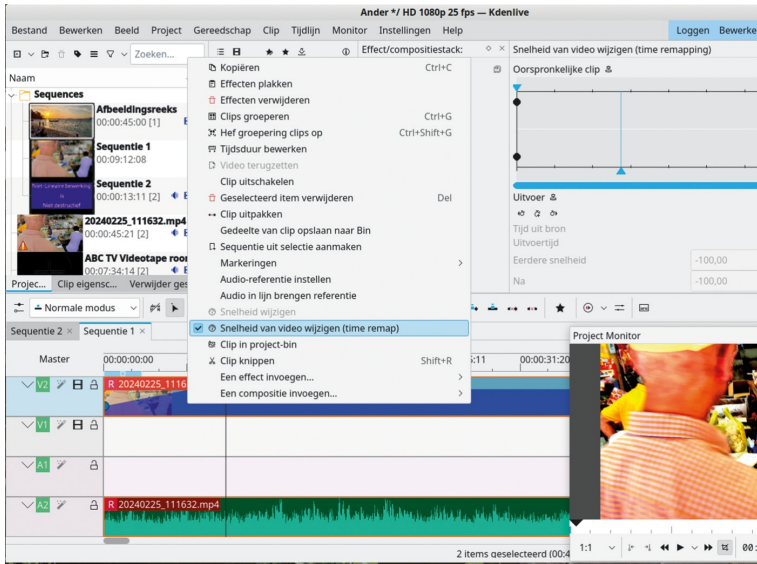 Ander */ HD 1080p 25 fps — Kdenlive
Bestand Bewerken Beeld Project Gereedschap Clip Tijdlijn Monitor Instellingen Help
Loggen Bewerke
Zoeken...
Effect/compositiestack:
Snelheid van video wijzigen (time remapping)
Naam
Oorspronkelijke clip
Sequences
Afbeeldingsreeks
00:00:45:00 [1]
Sequentie 1
00:09:12:08
Sequentie 2
00:00:13:11 [2]
20240225_111632.mp4
00:00:45:21 [2]
ABC TV Videotape roo
00:07:34:14 [2]
Projec... Clip eigensc... Verwijder ges
Kopiëren Ctrl+C
Effecten plakken
Effecten verwijderen
Clips groeperen Ctrl+G
Hef groepering clips op Ctrl+Shift+G
Tijdsduur bewerken
Video terugzetten
Clip uitschakelen
Geselecteerd item verwijderen Del
Clip uitpakken
Gedeelte van clip opslaan naar Bin
Sequentie uit selectie aanmaken
Markeringen
Audio-referentie instellen
Audio in lijn brengen referentie
Snelheid wijzigen
Snelheid van video wijzigen (time remap)
Clip in project-bin
Clip knippen Shift+R
Een effect invoegen...
Een compositie invoegen...
Uitvoer
Tijd uit bron
Uitvoertijd
Eerdere snelheid -100,00
Na -100,00
Normale modus
Sequentie 2 × Sequentie 1 ×
Project Monitor
Master 00:00:00:00 5:11 00:00:31:20
V2 R 20240225_1116
V1
A1
A2 R 20240225_111632.mp4
1:1 00:
2 items geselecteerd (00:4